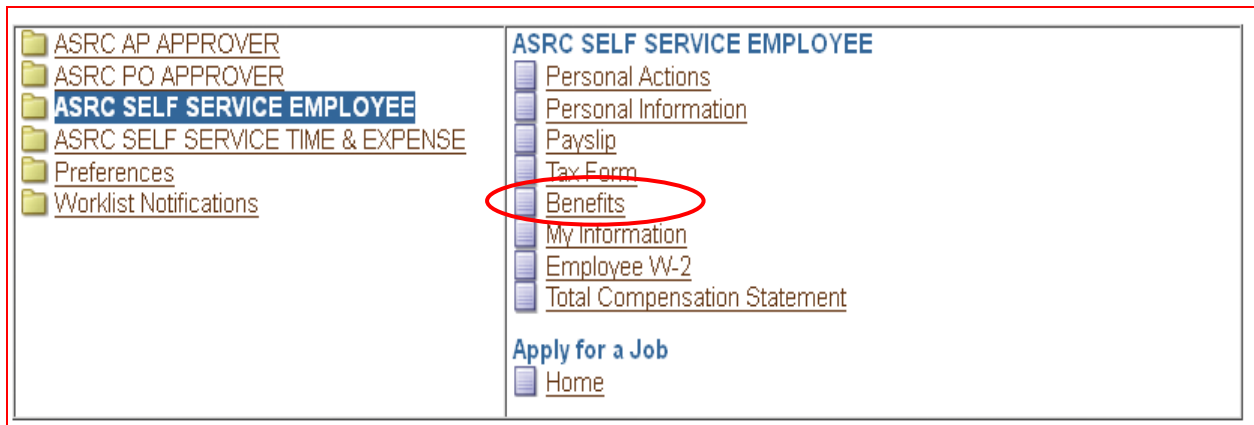 ASRC AP APPROVER
ASRC PO APPROVER
ASRC SELF SERVICE EMPLOYEE
ASRC SELF SERVICE TIME & EXPENSE
Preferences
Worklist Notifications
ASRC SELF SERVICE EMPLOYEE
Personal Actions
Personal Information
Payslip
Tax Form
Benefits
My Information
Employee W-2
Total Compensation Statement
Apply for a Job
Home